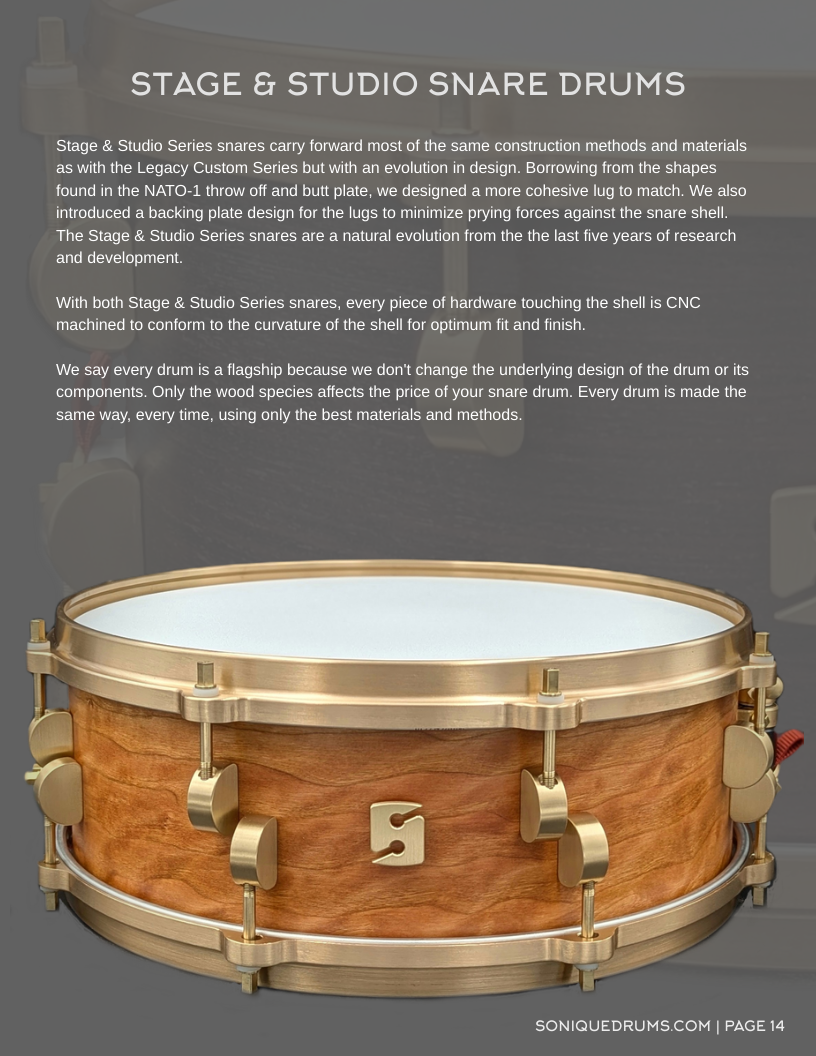 STAGE & STUDIO SNARE DRUMS
Stage & Studio Series snares carry forward most of the same construction methods and materials
as with the Legacy Custom Series but with an evolution in design. Borrowing from the shapes
found in the NATO-1 throw off and butt plate, we designed a more cohesive lug to match. We also
introduced a backing plate design for the lugs to minimize prying forces against the snare shell.
The Stage & Studio Series snares are a natural evolution from the the last five years of research
and development.
With both Stage & Studio Series snares, every piece of hardware touching the shell is CNC
machined to conform to the curvature of the shell for optimum fit and finish.
We say every drum is a flagship because we don't change the underlying design of the drum or its
components. Only the wood species affects the price of your snare drum. Every drum is made the
same way, every time, using only the best materials and methods.
SONIQUEDRUMS.COM | PAGE 14